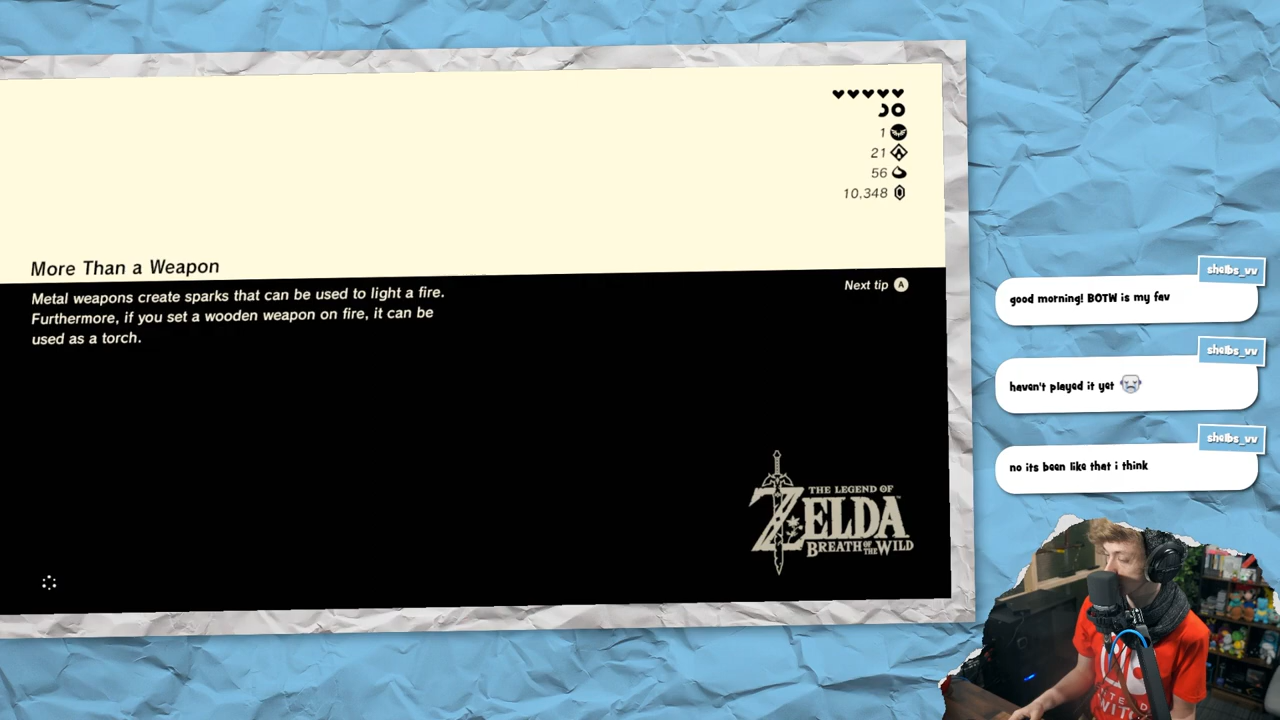 1
21
56
10,348
More Than a Weapon
Metal weapons create sparks that can be used to light a fire.
Furthermore, if you set a wooden weapon on fire, it can be
used as a torch.
Next tip A
THE LEGEND OF
ZELDA
BREATH OF THE WILD
shelbs_vv
good morning! BOTW is my fav
shelbs_vv
haven't played it yet
shelbs_vv
no its been like that i think